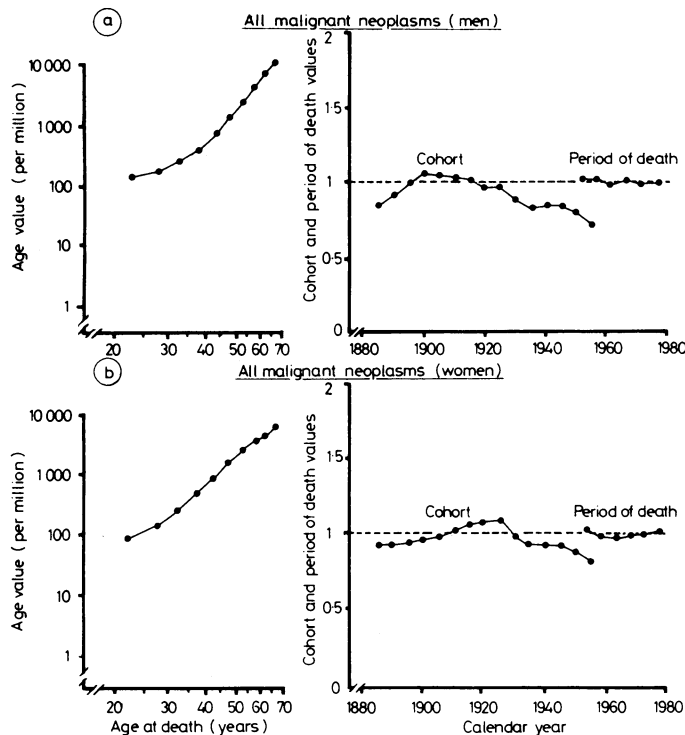 a
All malignant neoplasms (men)
Age value (per million)
10 000
1 000
100
10
1
20 30 40 50 60 70
Cohort and period of death values
2
1·5
1
0·5
0
Cohort
Period of death
1880 1900 1920 1940 1960 1980
b
All malignant neoplasms (women)
Age value (per million)
10 000
1 000
100
10
1
20 30 40 50 60 70
Age at death (years)
Cohort and period of death values
2
1·5
1
0·5
0
Cohort
Period of death
1880 1900 1920 1940 1960 1980
Calendar year